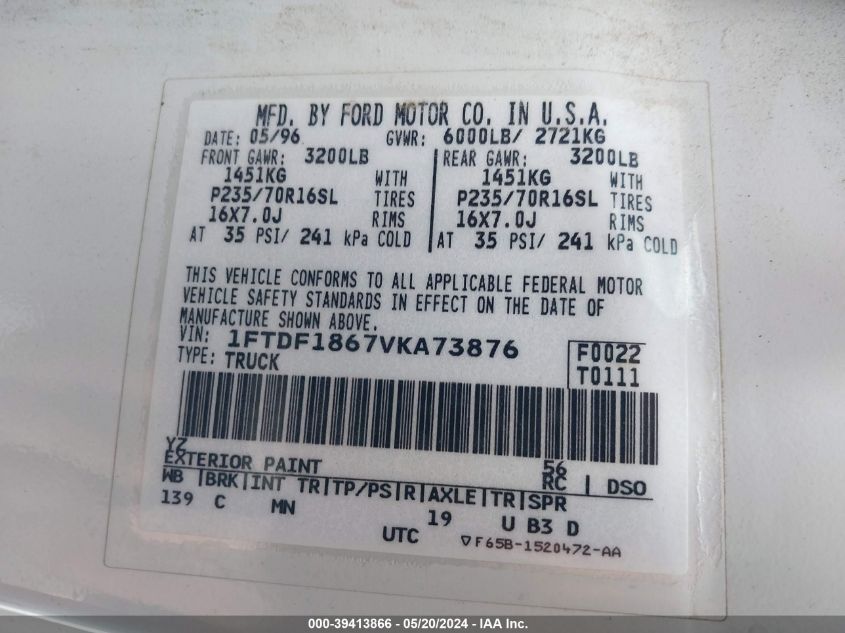 MFD. BY FORD MOTOR CO. IN U.S.A.
DATE: 05/96 GVWR: 6000LB/ 2721KG
FRONT GAWR: 3200LB REAR GAWR: 3200LB
1451KG WITH 1451KG WITH
P235/70R16SL TIRES P235/70R16SL TIRES
16X7.0J RIMS 16X7.0J RIMS
AT 35 PSI/ 241 kPa COLD AT 35 PSI/ 241 kPa COLD
THIS VEHICLE CONFORMS TO ALL APPLICABLE FEDERAL MOTOR
VEHICLE SAFETY STANDARDS IN EFFECT ON THE DATE OF
MANUFACTURE SHOWN ABOVE.
VIN: 1FTDF1867VKA73876 F0022
TYPE: TRUCK T0111
YZ
EXTERIOR PAINT 56 RC DSO
WB BRK INT TR TP/PS R AXLE TR SPR
139 C MN 19 U B3 D
UTC ▽F65B-1520472-AA
000-39413866 - 05/20/2024 - IAA Inc.